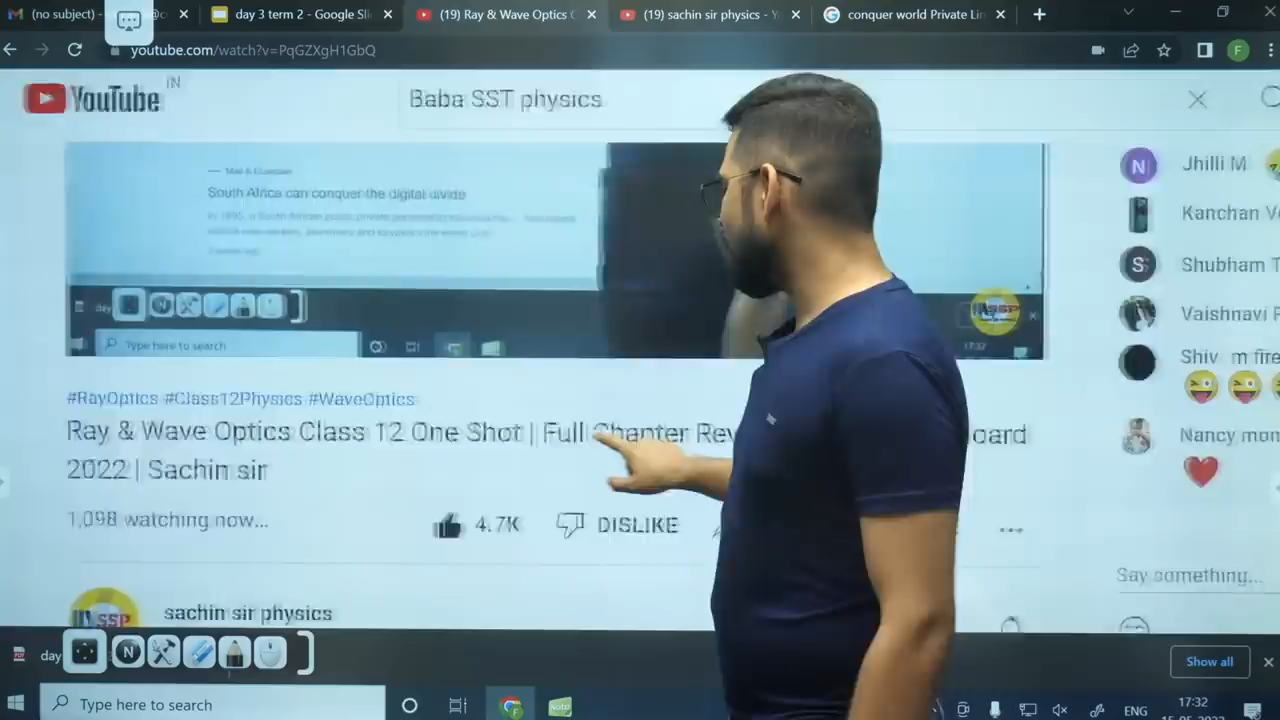 (no subject)
day 3 term 2 - Google Sli
(19) Ray & Wave Optics C
(19) sachin sir physics - Y
conquer world Private Lin
youtube.com/watch?v=PqGZXgH1GbQ
F
YouTube IN
Baba SST physics
South Africa can conquer the digital divide
day
Type here to search
17:32
N Jhilli M
Kanchan V
S Shubham T
Vaishnavi
Shiv m fire
Nancy mon
#RayOptics #Class12Physics #WaveOptics
Ray & Wave Optics Class 12 One Shot | Full Chapter Rev oard
2022 | Sachin sir
1,098 watching now...
4.7K
DISLIKE
Say something...
SSP
sachin sir physics
day
N
Show all
Type here to search
ENG
17:32